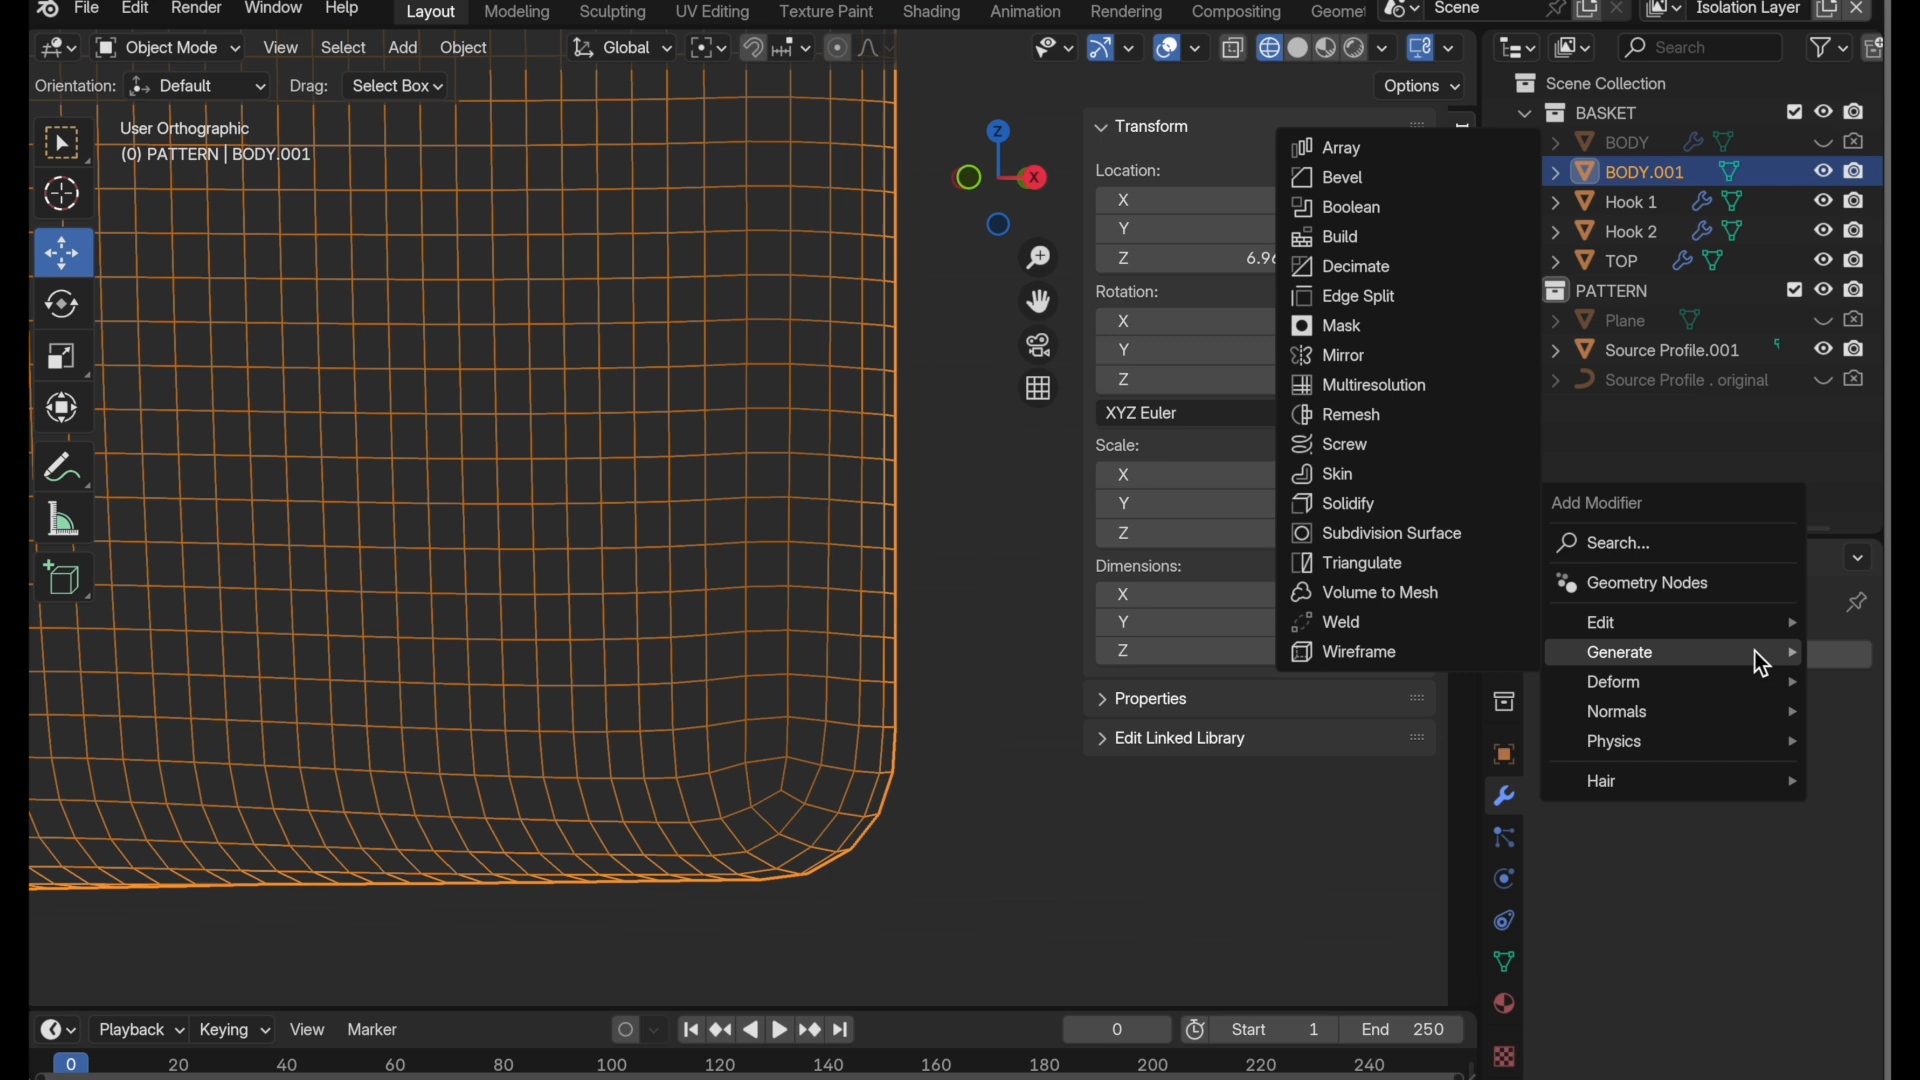 File Edit Render Window Help Layout Modeling Sculpting UV Editing Texture Paint Shading Animation Rendering Compositing Geomet Scene Isolation Layer
Object Mode View Select Add Object Global Search
Orientation: Default Drag: Select Box Options
User Orthographic
(0) PATTERN | BODY.001
Z
X
Transform
Location:
X
Y
Z 6.96
Rotation:
X
Y
Z
XYZ Euler
Scale:
X
Y
Z
Dimensions:
X
Y
Z
Properties
Edit Linked Library
Array
Bevel
Boolean
Build
Decimate
Edge Split
Mask
Mirror
Multiresolution
Remesh
Screw
Skin
Solidify
Subdivision Surface
Triangulate
Volume to Mesh
Weld
Wireframe
Scene Collection
BASKET
BODY
BODY.001
Hook 1
Hook 2
TOP
PATTERN
Plane
Source Profile.001
Source Profile . original
Add Modifier
Search...
Geometry Nodes
Edit
Generate
Deform
Normals
Physics
Hair
Playback Keying View Marker 0 Start 1 End 250
0 20 40 60 80 100 120 140 160 180 200 220 240